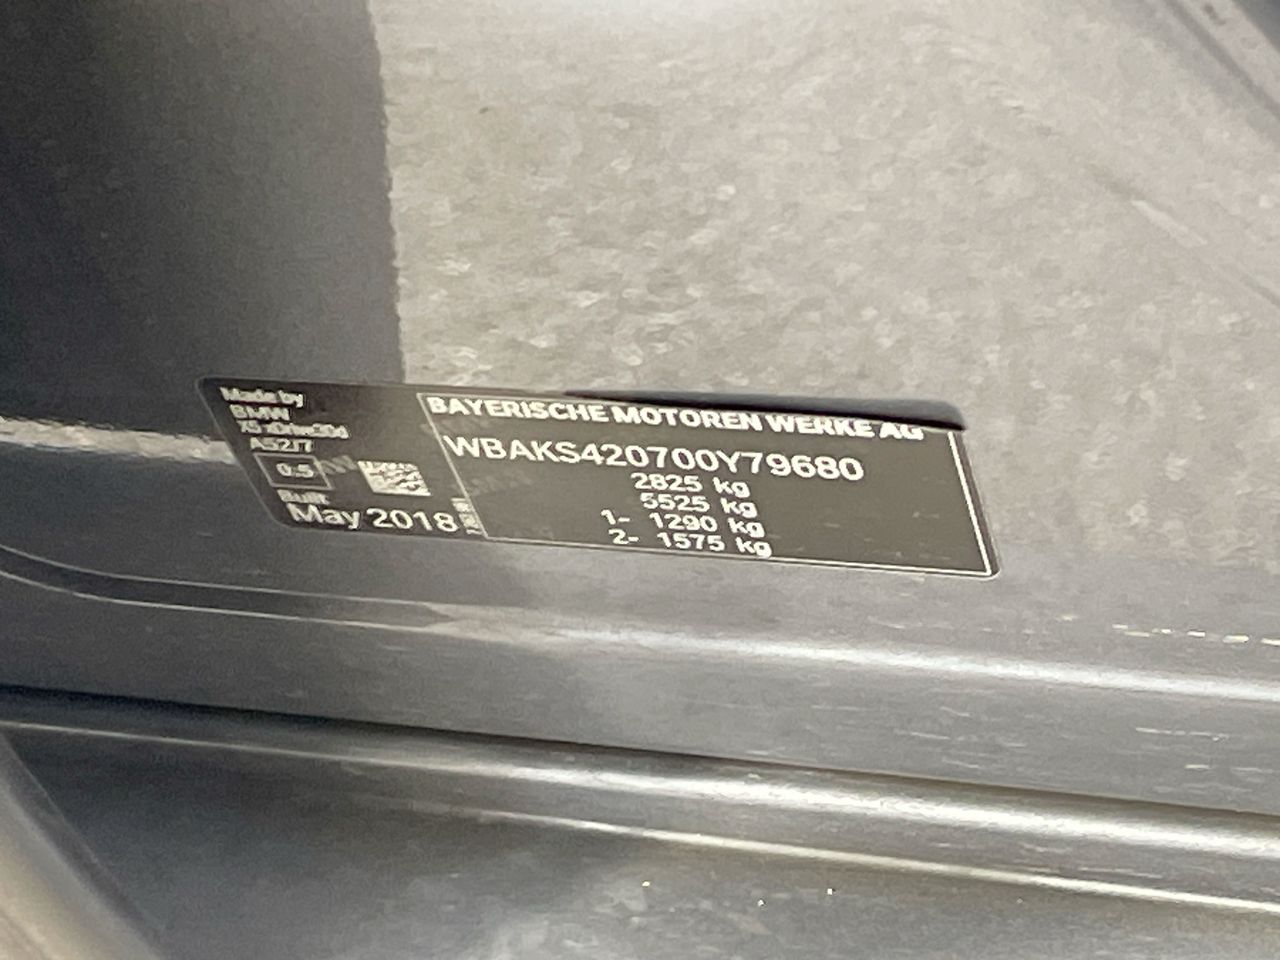 Made by
BMW
X5 xDrive30d
A52/7
0.5
Built
May 2018
BAYERISCHE MOTOREN WERKE AG
WBAKS420700Y79680
2825 kg
5525 kg
1- 1290 kg
2- 1575 kg